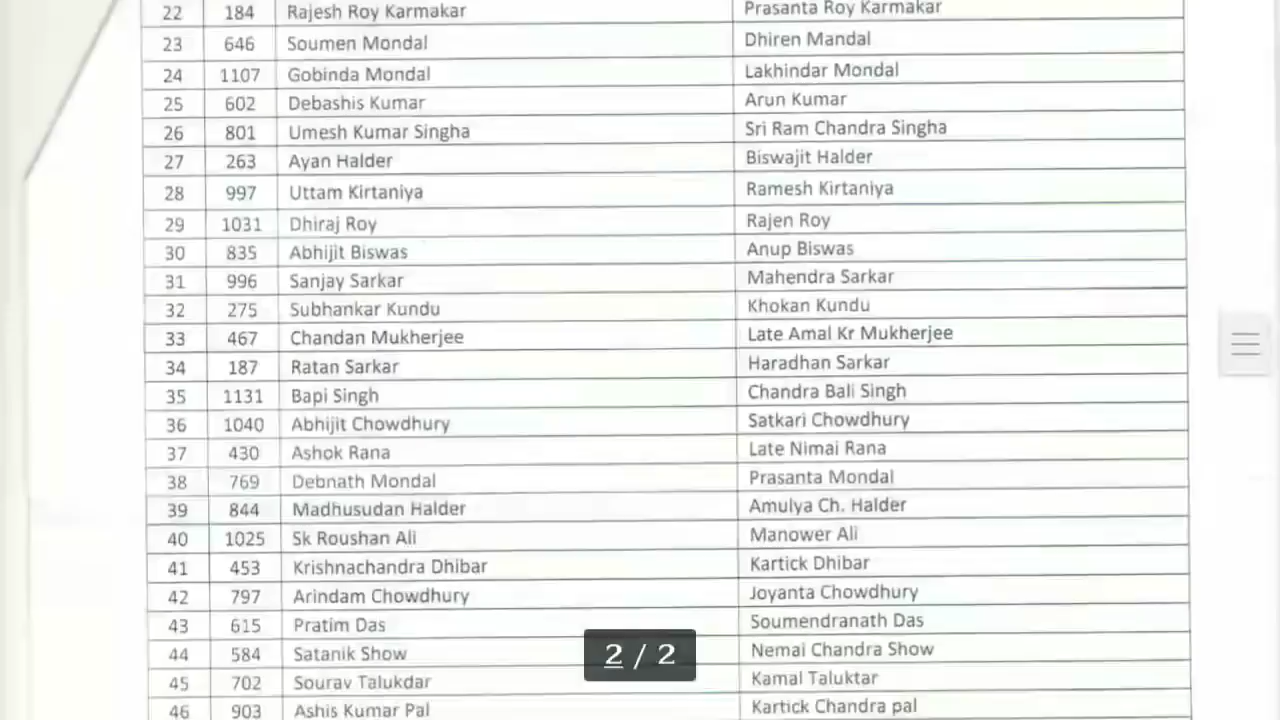 22 184 Rajesh Roy Karmakar Prasanta Roy Karmakar
23 646 Soumen Mondal Dhiren Mandal
24 1107 Gobinda Mondal Lakhindar Mondal
25 602 Debashis Kumar Arun Kumar
26 801 Umesh Kumar Singha Sri Ram Chandra Singha
27 263 Ayan Halder Biswajit Halder
28 997 Uttam Kirtaniya Ramesh Kirtaniya
29 1031 Dhiraj Roy Rajen Roy
30 835 Abhijit Biswas Anup Biswas
31 996 Sanjay Sarkar Mahendra Sarkar
32 275 Subhankar Kundu Khokan Kundu
33 467 Chandan Mukherjee Late Amal Kr Mukherjee
34 187 Ratan Sarkar Haradhan Sarkar
35 1131 Bapi Singh Chandra Bali Singh
36 1040 Abhijit Chowdhury Satkari Chowdhury
37 430 Ashok Rana Late Nimai Rana
38 769 Debnath Mondal Prasanta Mondal
39 844 Madhusudan Halder Amulya Ch. Halder
40 1025 Sk Roushan Ali Manower Ali
41 453 Krishnachandra Dhibar Kartick Dhibar
42 797 Arindam Chowdhury Joyanta Chowdhury
43 615 Pratim Das Soumendranath Das
44 584 Satanik Show Nemai Chandra Show
45 702 Sourav Talukdar Kamal Taluktar
46 903 Ashis Kumar Pal Kartick Chandra pal
2 / 2